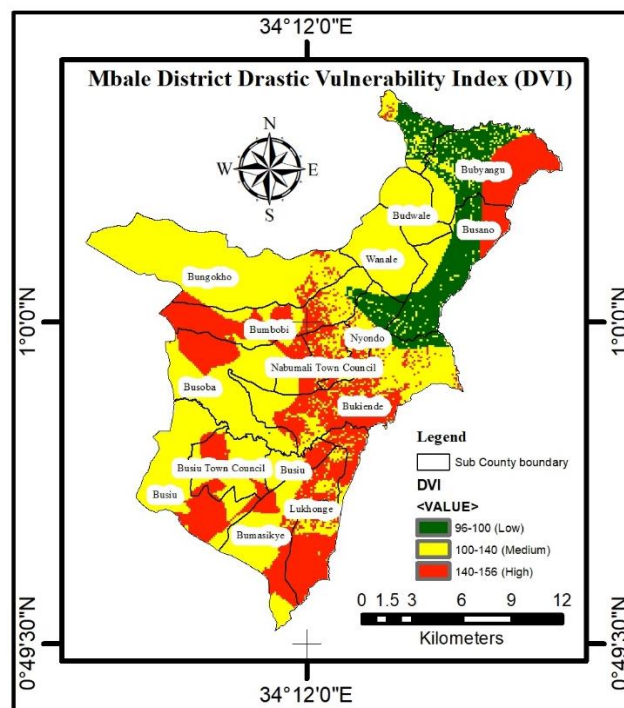 34°12'0"E
Mbale District Drastic Vulnerability Index (DVI)
N
W E
S
Bubyangu
Budwale
Busano
Wanale
Bungokho
1°0'0"N
1°0'0"N
Bumbobi
Nyondo
Nabumali Town Council
Busoba
Bukiende
Legend
Sub County boundary
Busiu Town Council
Busiu
DVI
<VALUE>
Busiu
Lukhonge
96-100 (Low)
Bumasikye
100-140 (Medium)
140-156 (High)
0 1.5 3 6 9 12
Kilometers
0°49'30"N
0°49'30"N
34°12'0"E